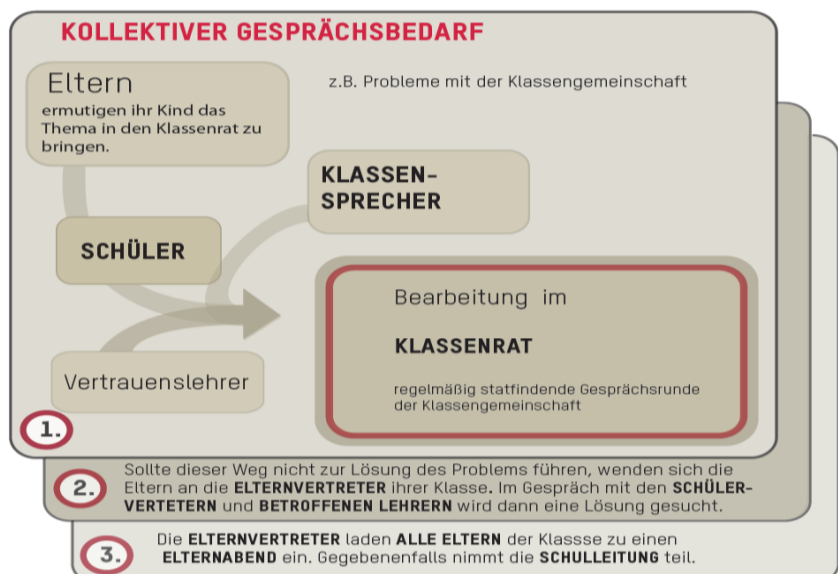 KOLLEKTIVER GESPRÄCHSBEDARF
Eltern
ermutigen ihr Kind das
Thema in den Klassenrat zu
bringen.
z.B. Probleme mit der Klassengemeinschaft
KLASSEN-
SPRECHER
SCHÜLER
Vertrauenslehrer
Bearbeitung im
KLASSENRAT
regelmäßig statfindende Gesprächsrunde
der Klassengemeinschaft
1.
2.
Sollte dieser Weg nicht zur Lösung des Problems führen, wenden sich die
Eltern an die ELTERNVERTRETER ihrer Klasse. Im Gespräch mit den SCHÜLER-
VERTETERN und BETROFFENEN LEHRERN wird dann eine Lösung gesucht.
3.
Die ELTERNVERTRETER laden ALLE ELTERN der Klassse zu einen
ELTERNABEND ein. Gegebenenfalls nimmt die SCHULLEITUNG teil.